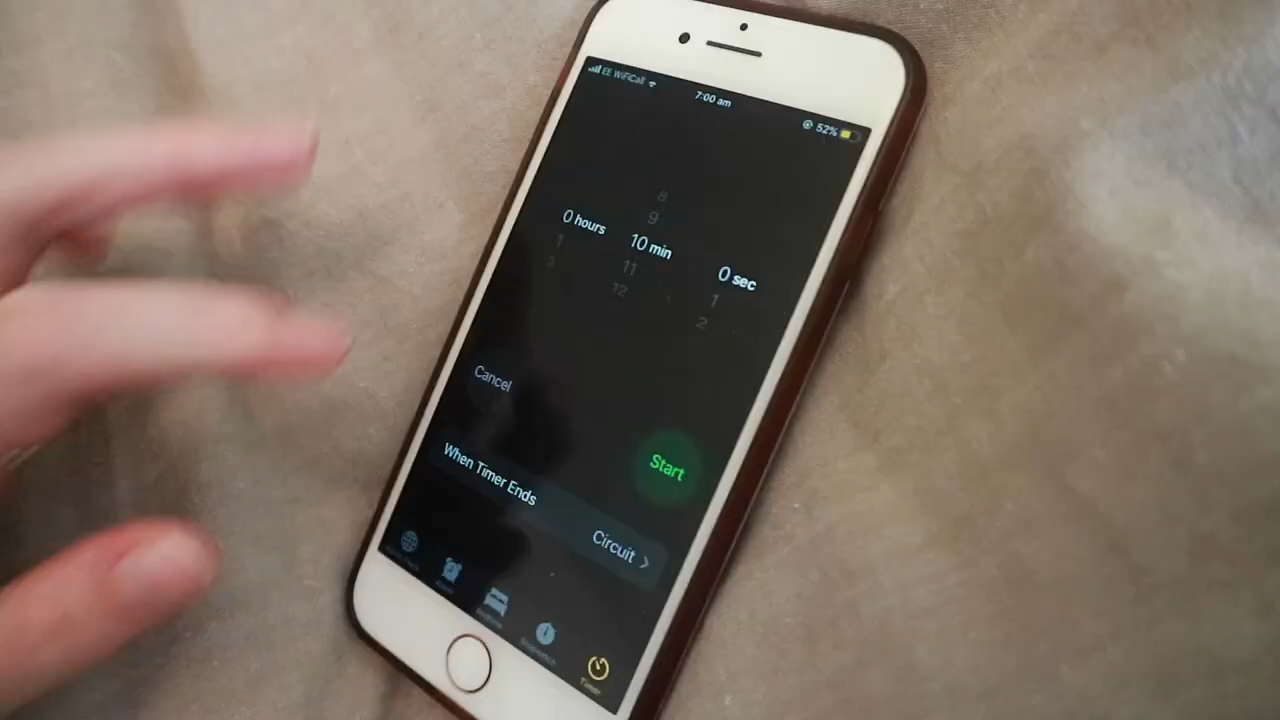 EE WiFiCall
7:00 am
52%
8
9
0 hours 10 min 0 sec
1 11 1
2 12 2
Cancel
Start
When Timer Ends
Circuit >
Timer